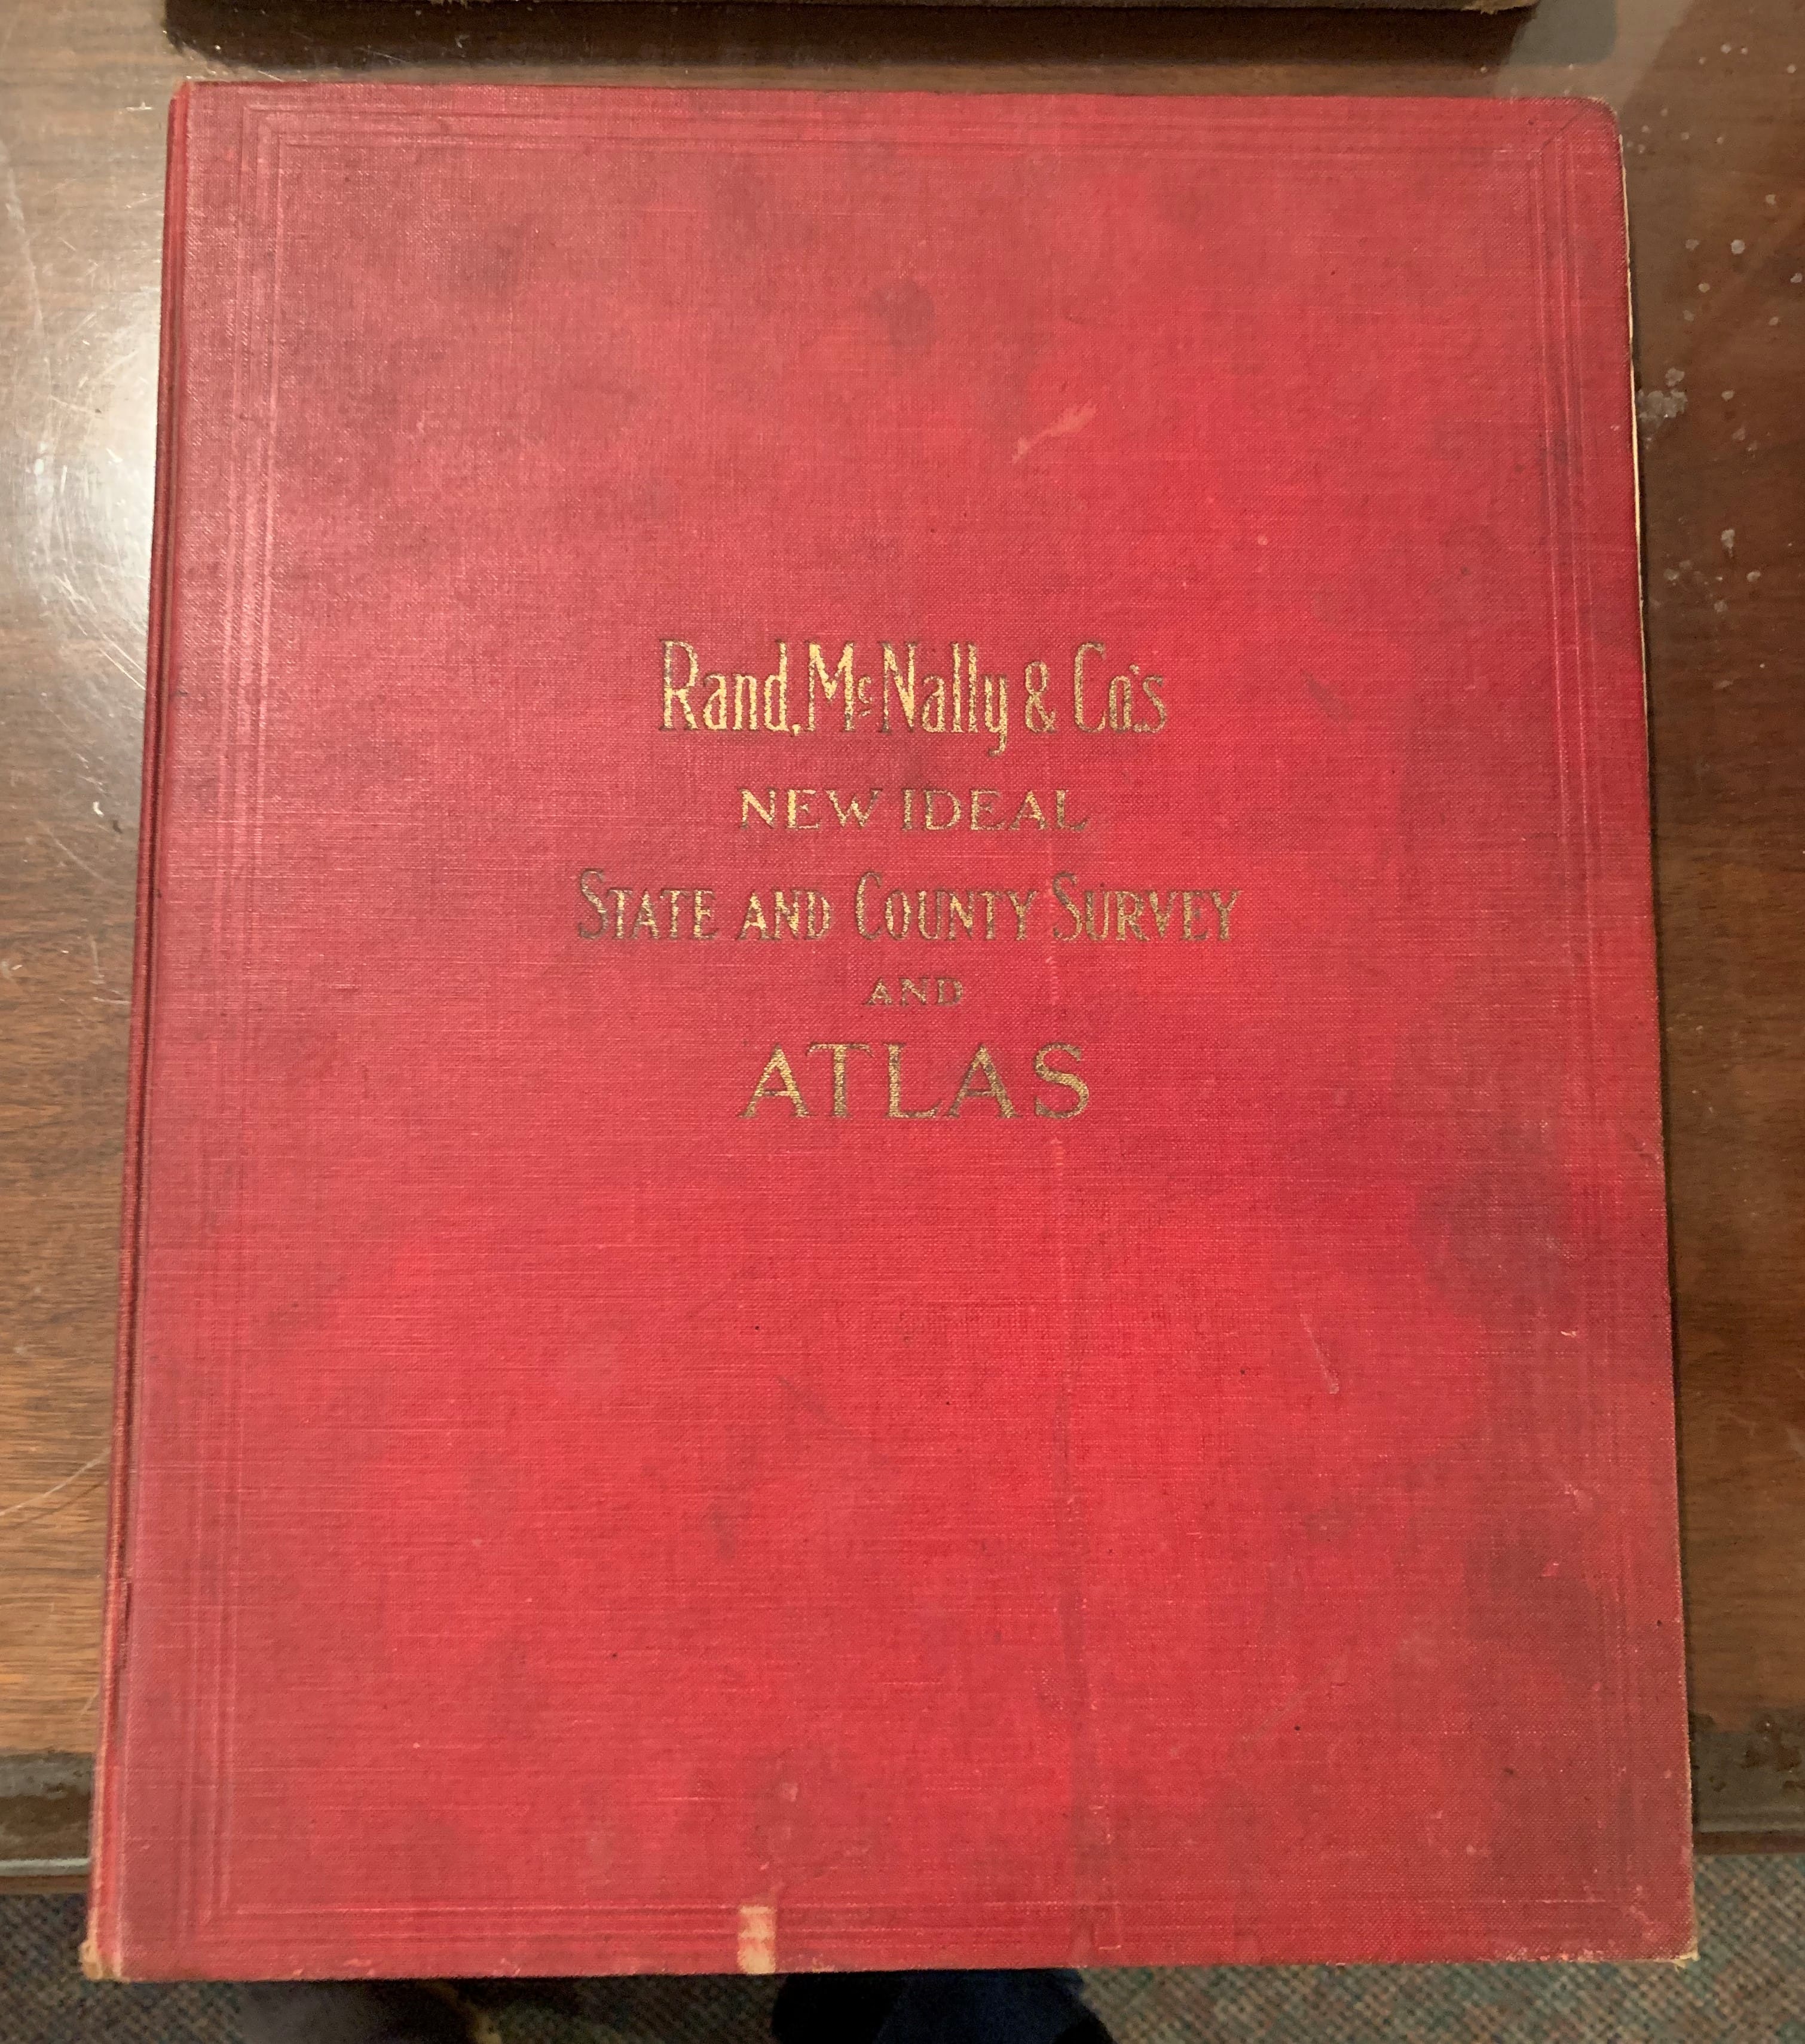 Rand, McNally & Co.'s
NEW IDEAL
STATE AND COUNTY SURVEY
AND
ATLAS